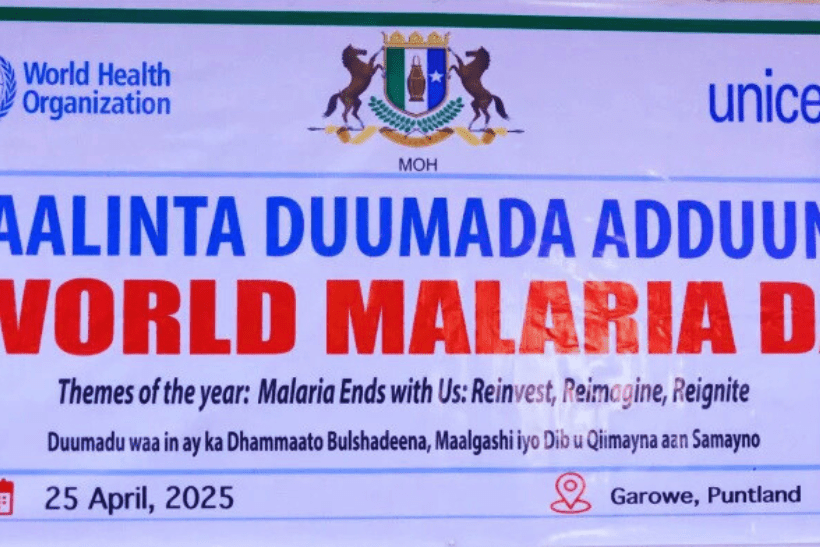 World Health
Organization
unice
MOH
AALINTA DUUMADA ADDUUN
WORLD MALARIA D
Themes of the year: Malaria Ends with Us: Reinvest, Reimagine, Reignite
Duumadu waa in ay ka Dhammaato Bulshadeena, Maalgashi iyo Dib u Qiimayna aan Samayno
25 April, 2025
Garowe, Puntland